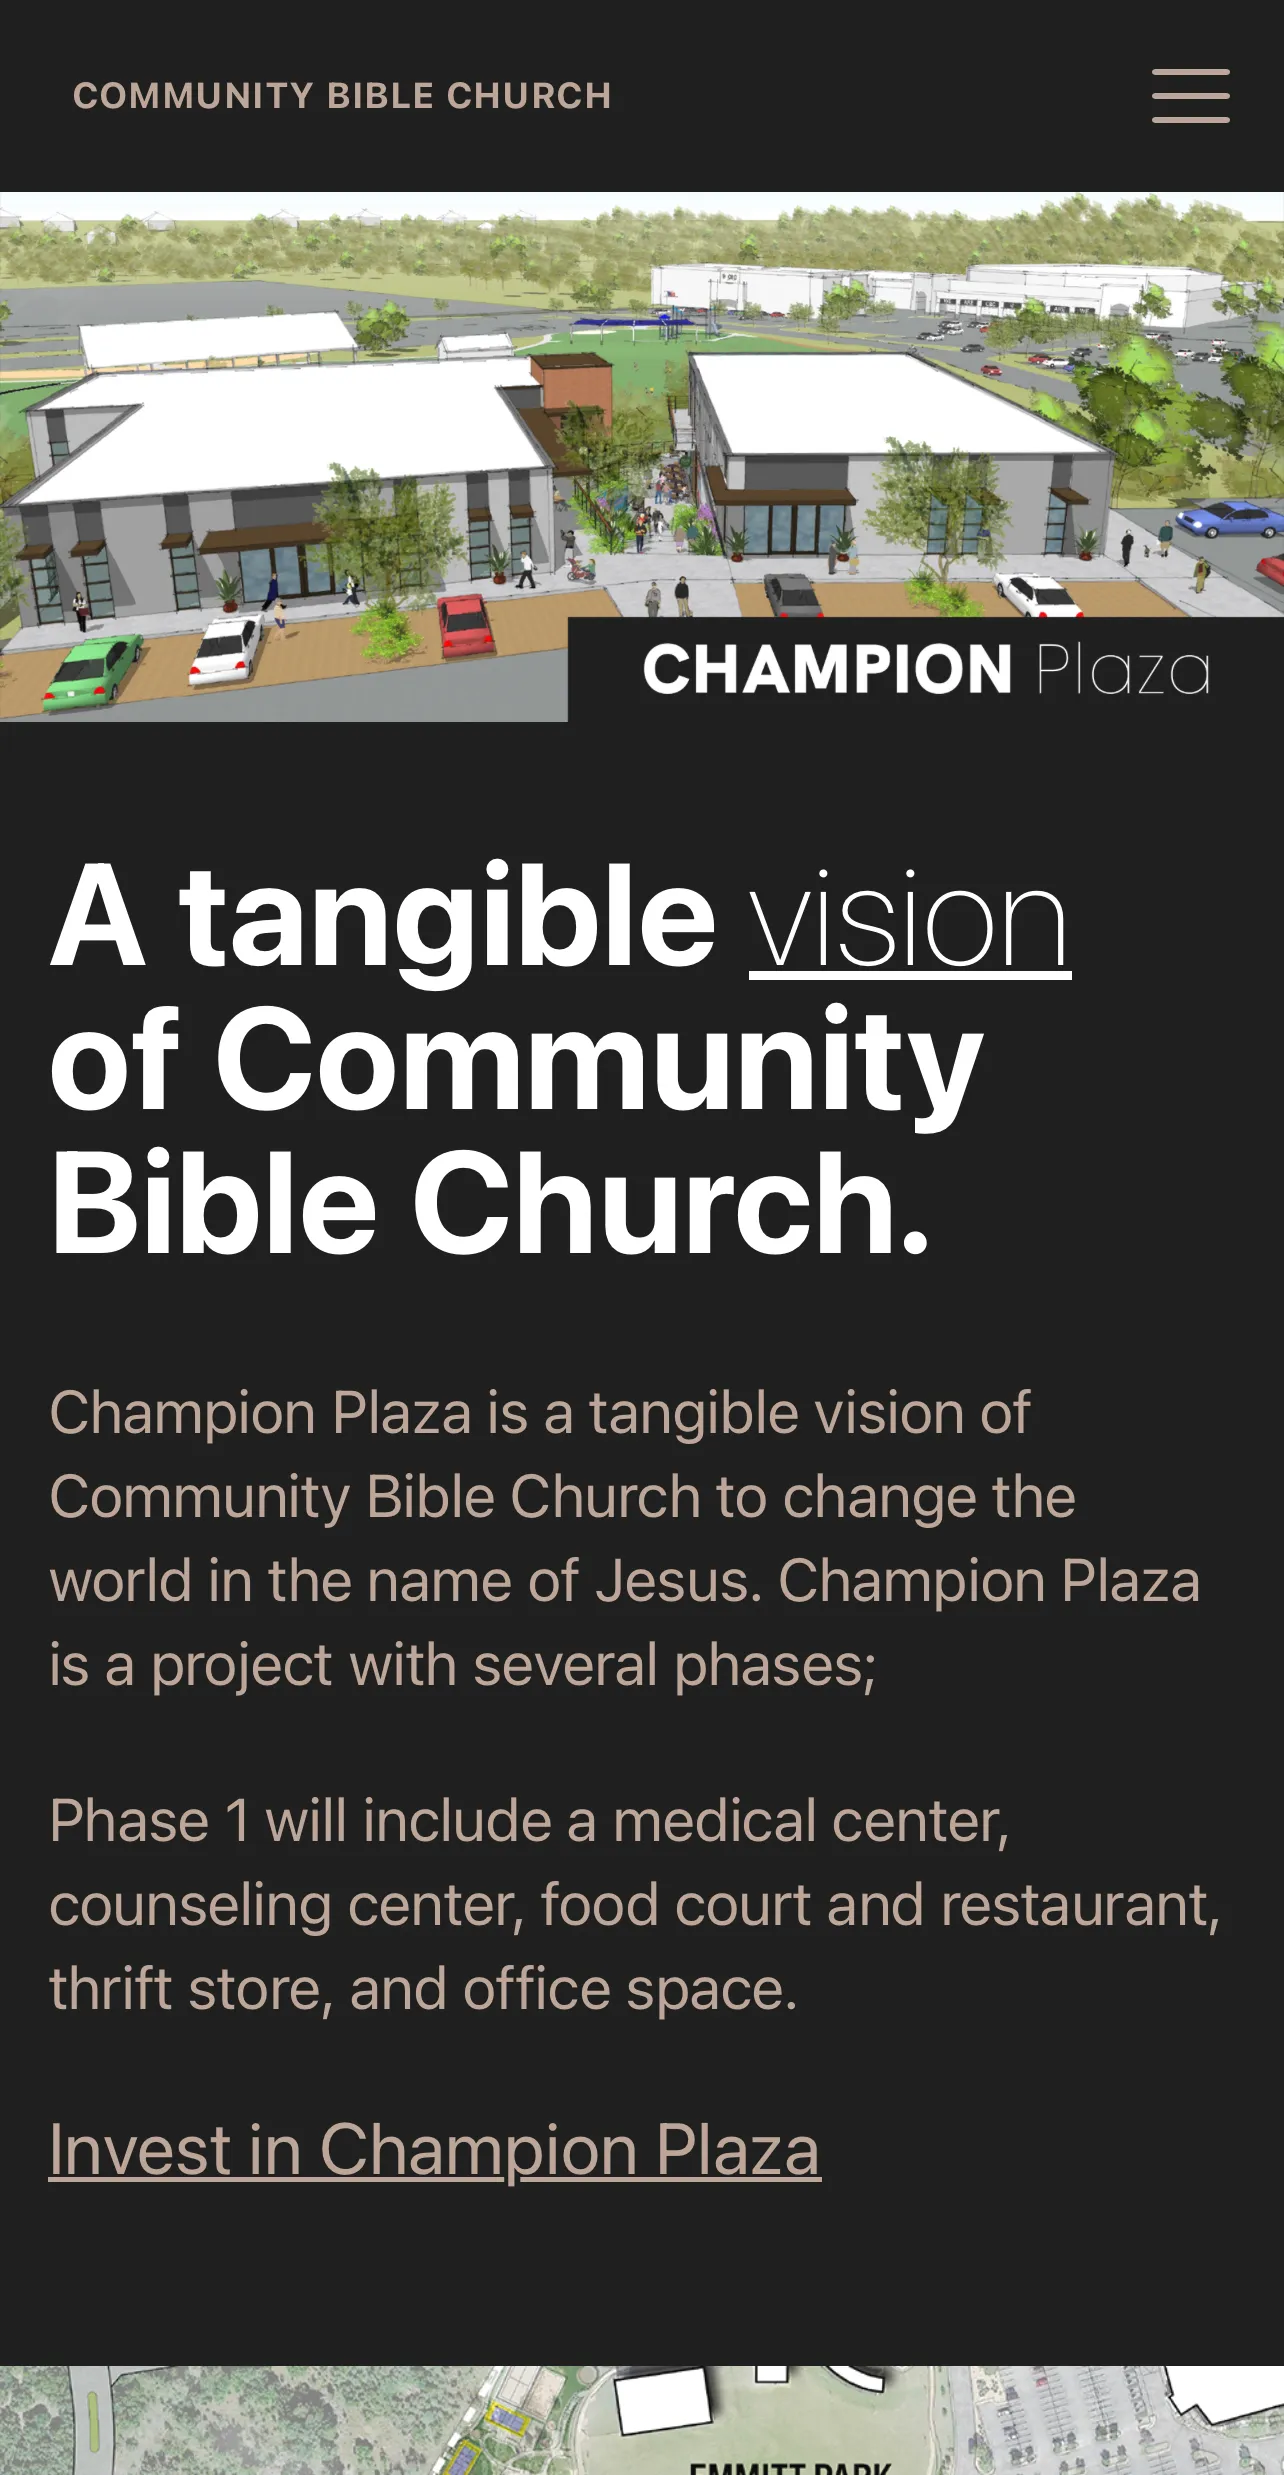 COMMUNITY BIBLE CHURCH
CHAMPION Plaza
A tangible vision
of Community
Bible Church.
Champion Plaza is a tangible vision of
Community Bible Church to change the
world in the name of Jesus. Champion Plaza
is a project with several phases;
Phase 1 will include a medical center,
counseling center, food court and restaurant,
thrift store, and office space.
Invest in Champion Plaza
EMMITT PARK